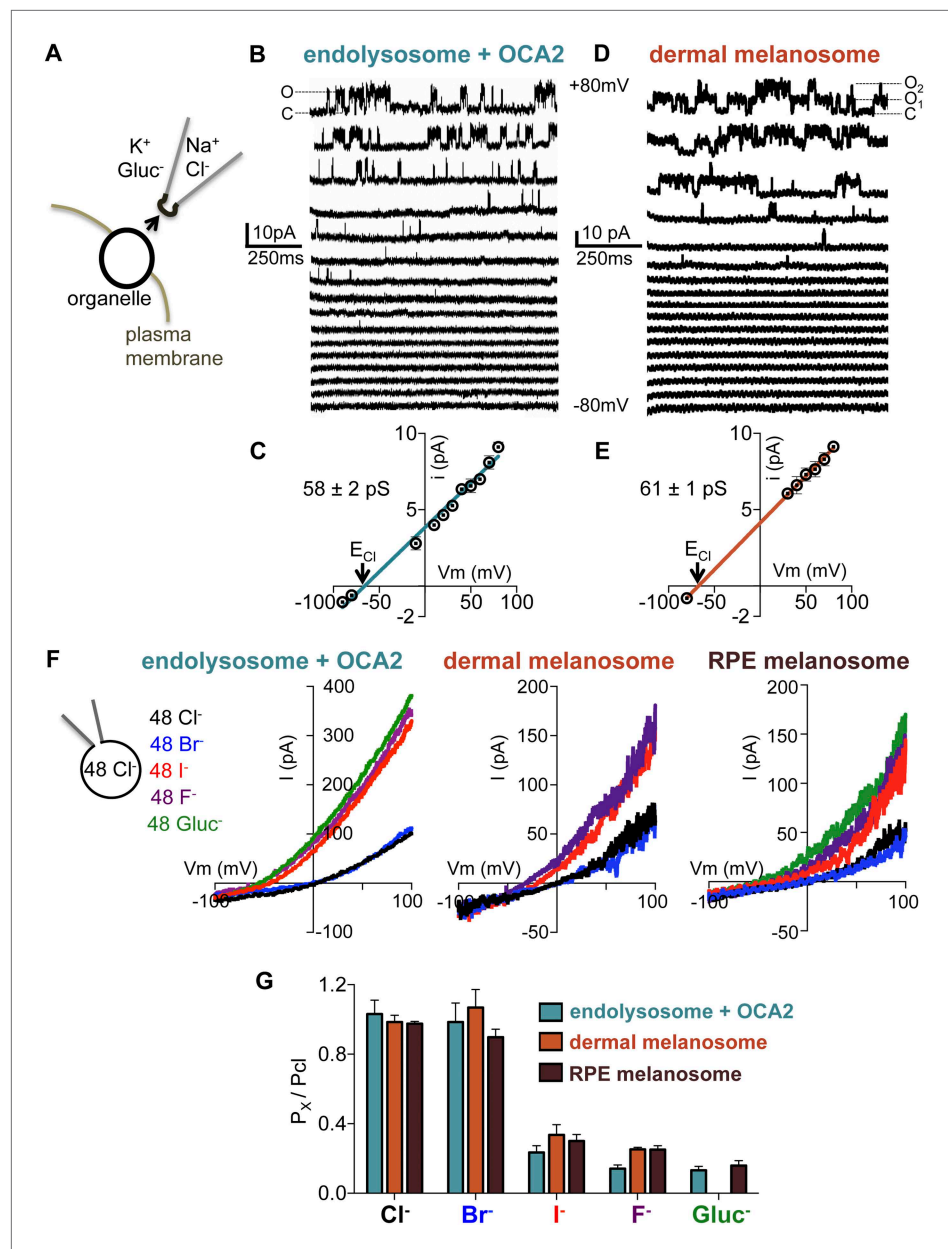 A
K+
Gluc-
Na+
Cl-
organelle
plasma
membrane
B endolysosome + OCA2
O
C
10pA
250ms
D dermal melanosome
+80mV
O2
O1
C
10 pA
250ms
-80mV
C
58 ± 2 pS
ECl
10
5
-2
i (pA)
Vm (mV)
-100 -50 50 100
E
61 ± 1 pS
ECl
10
5
-2
i (pA)
Vm (mV)
-100 -50 50 100
F
48 Cl-
48 Cl-
48 Br-
48 I-
48 F-
48 Gluc-
endolysosome + OCA2
400
300
200
100
-100
I (pA)
Vm (mV)
-100 100
dermal melanosome
200
150
100
50
-50
I (pA)
Vm (mV)
-100 100
RPE melanosome
200
150
100
50
-50
I (pA)
Vm (mV)
-100 100
G
PX / Pcl
1.2
0.8
0.4
0.0
endolysosome + OCA2
dermal melanosome
RPE melanosome
Cl- Br- I- F- Gluc-